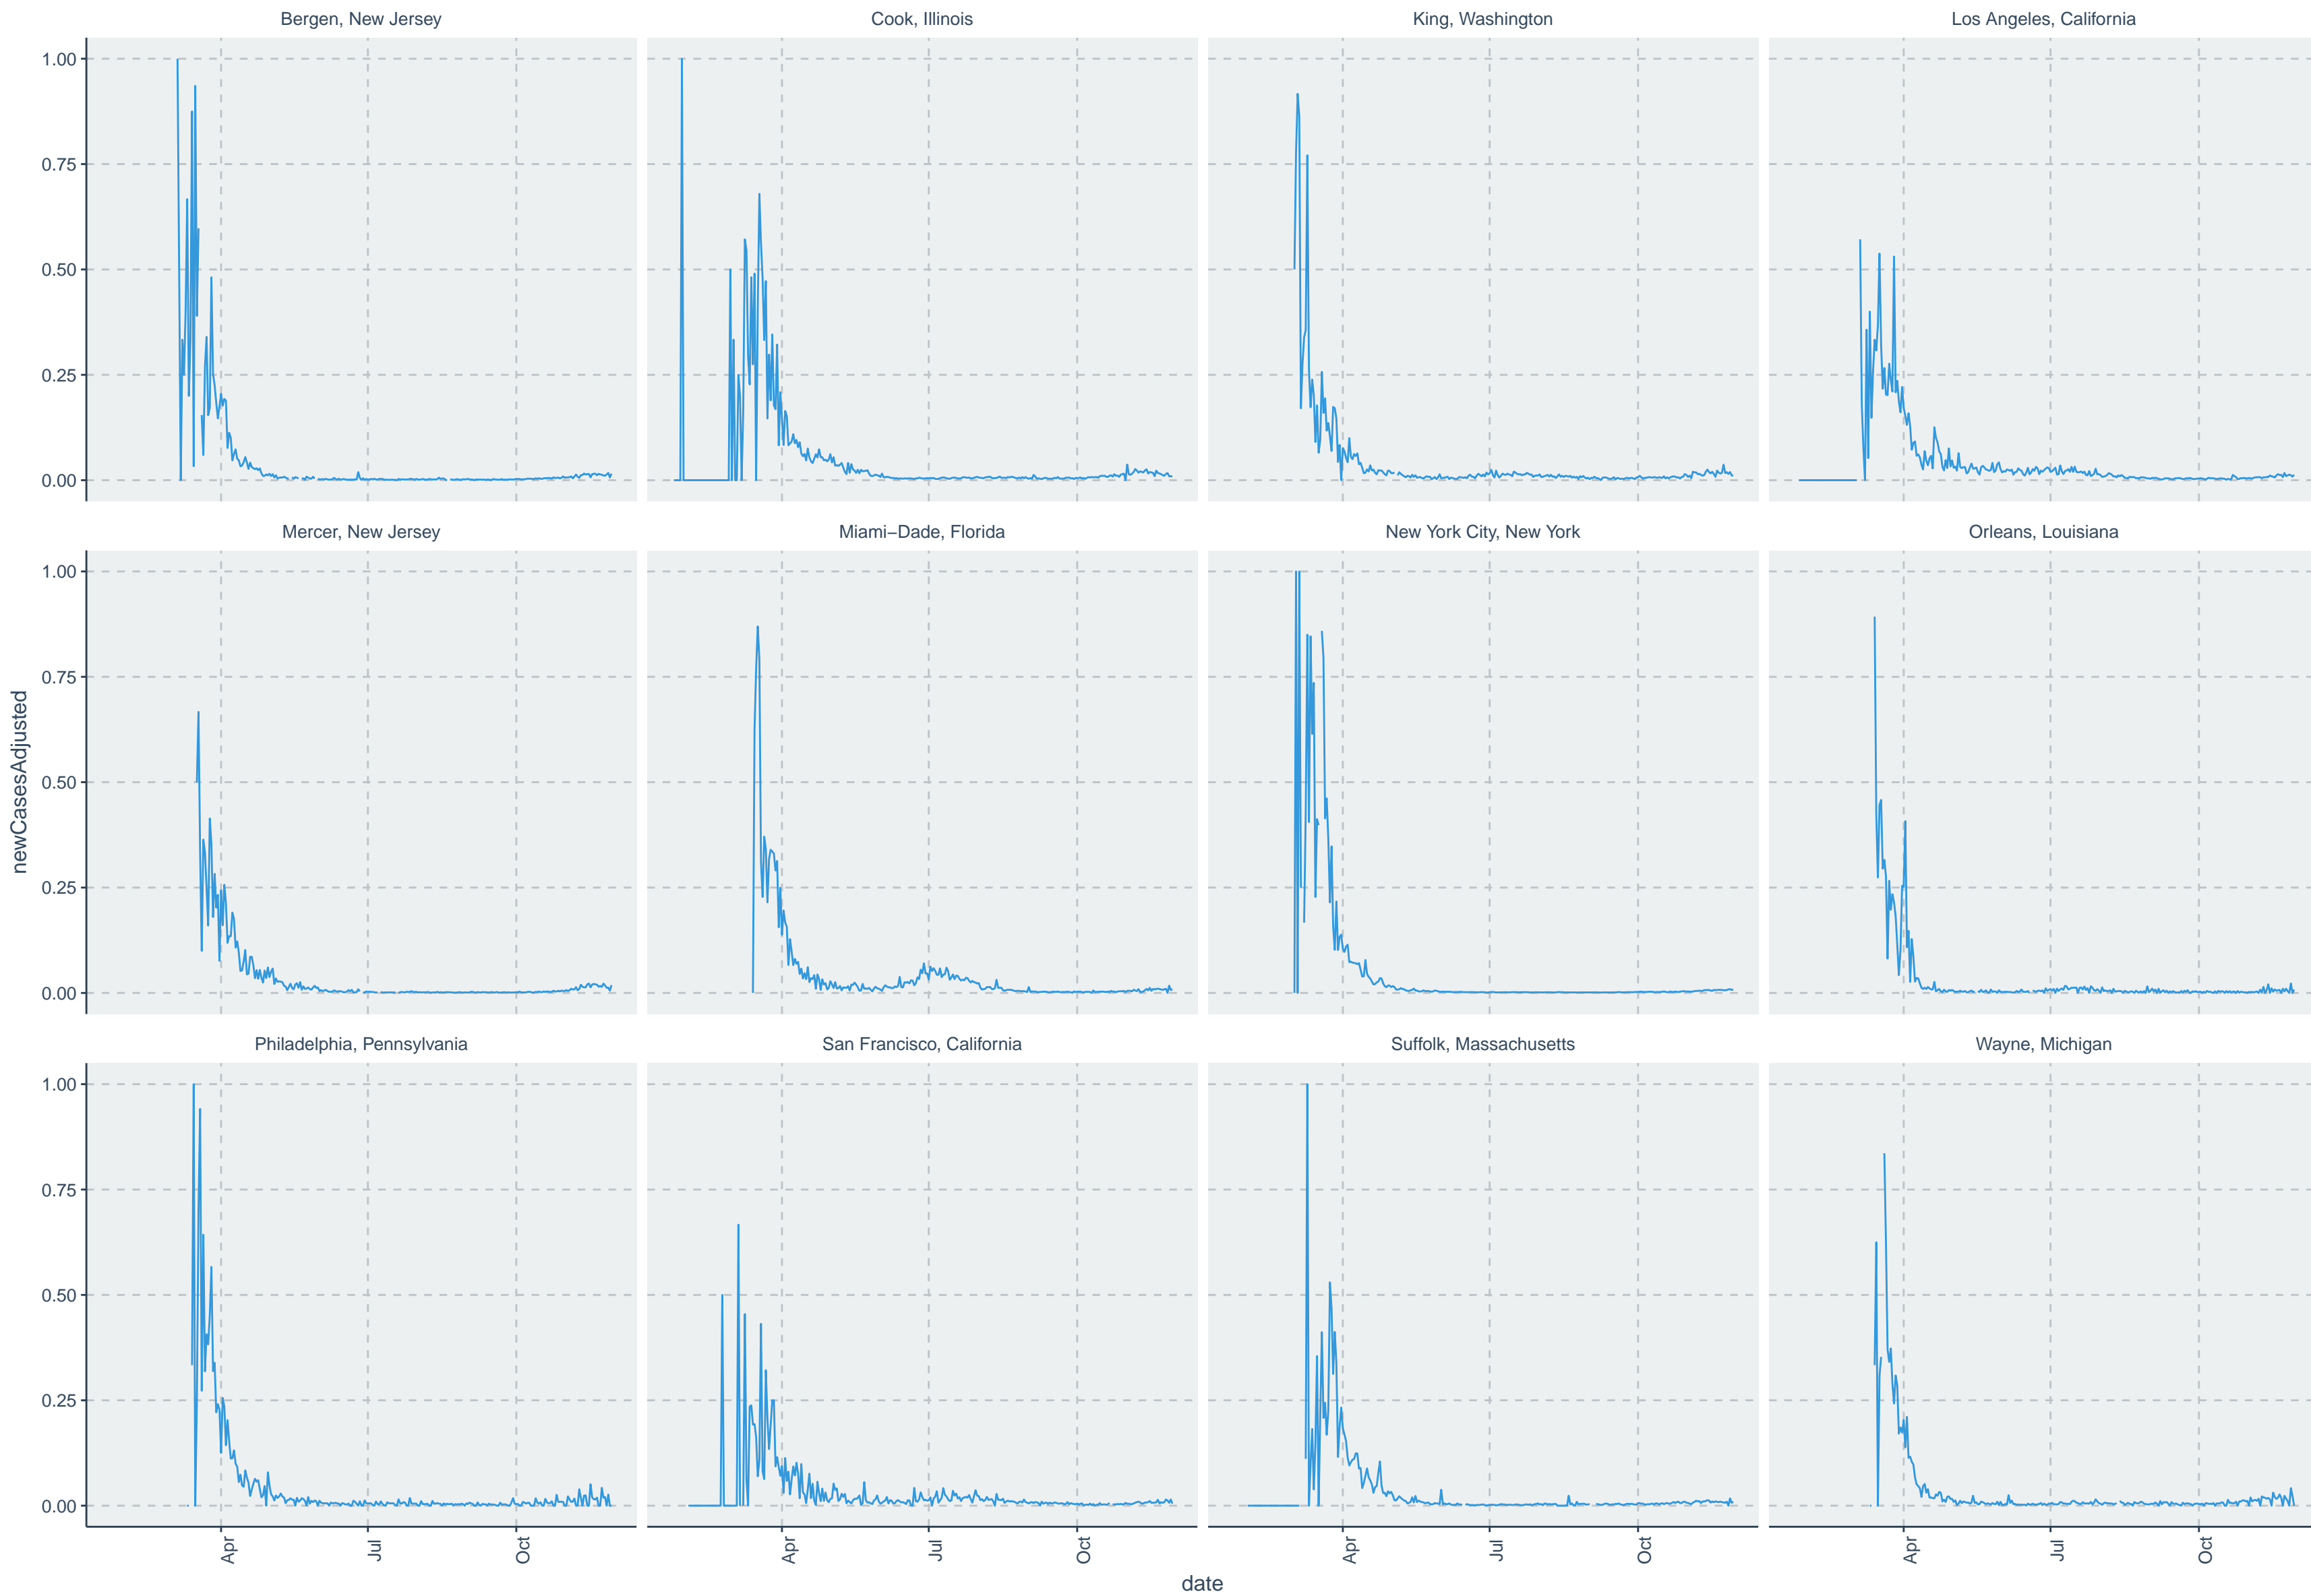 Bergen, New Jersey
Cook, Illinois
King, Washington
Los Angeles, California
1.00
0.75
0.50
0.25
0.00
Mercer, New Jersey
Miami−Dade, Florida
New York City, New York
Orleans, Louisiana
1.00
0.75
0.50
0.25
0.00
newCasesAdjusted
Philadelphia, Pennsylvania
San Francisco, California
Suffolk, Massachusetts
Wayne, Michigan
1.00
0.75
0.50
0.25
0.00
Apr
Jul
Oct
Apr
Jul
Oct
Apr
Jul
Oct
Apr
Jul
Oct
date